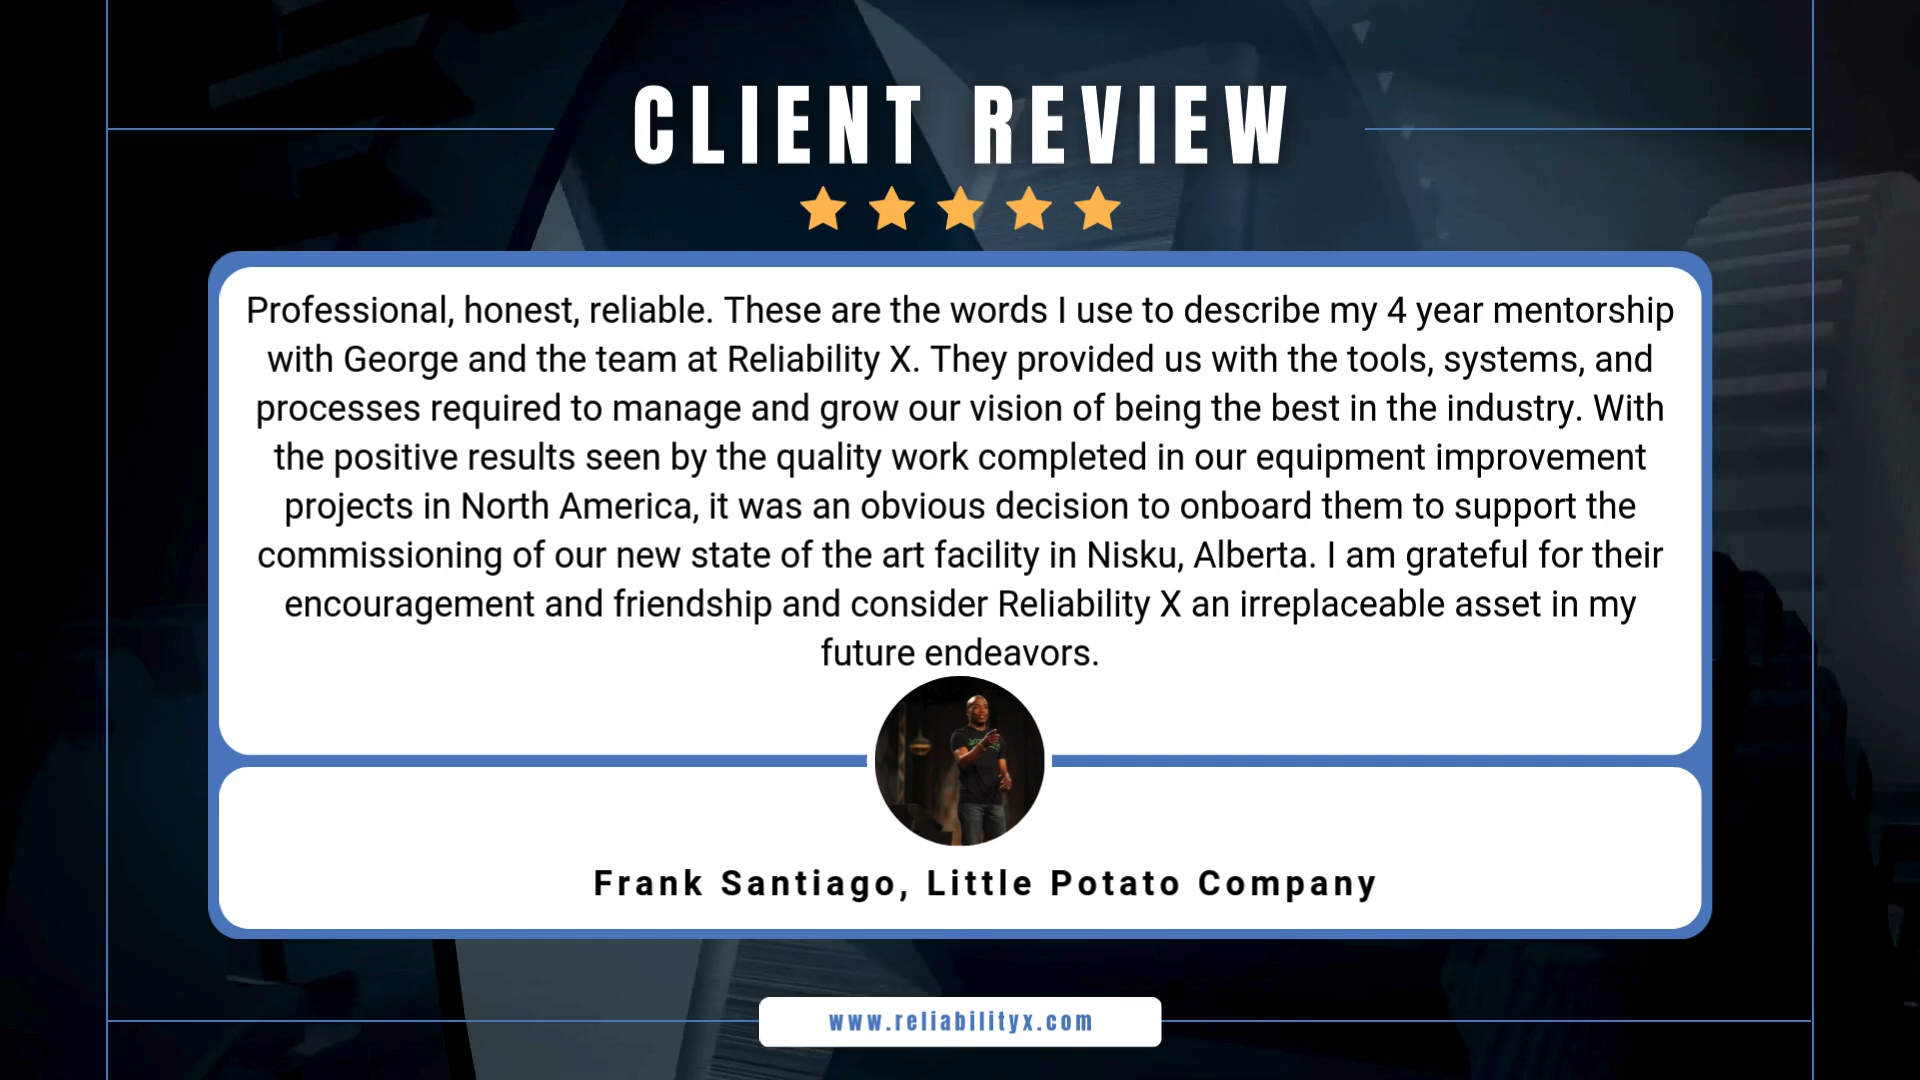 CLIENT REVIEW
Professional, honest, reliable. These are the words I use to describe my 4 year mentorship
with George and the team at Reliability X. They provided us with the tools, systems, and
processes required to manage and grow our vision of being the best in the industry. With
the positive results seen by the quality work completed in our equipment improvement
projects in North America, it was an obvious decision to onboard them to support the
commissioning of our new state of the art facility in Nisku, Alberta. I am grateful for their
encouragement and friendship and consider Reliability X an irreplaceable asset in my
future endeavors.
Frank Santiago, Little Potato Company
www.reliabilityx.com